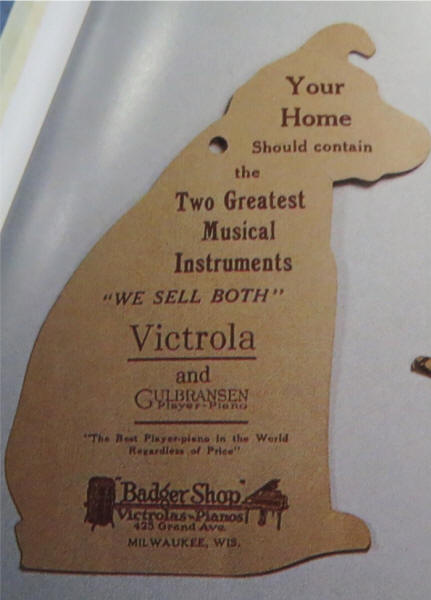 Your
Home
Should contain
the
Two Greatest
Musical
Instruments
"WE SELL BOTH"
Victrola
and
GULBRANSEN
Player-Piano
"The Best Player-piano in the World
Regardless of Price"
"Badger Shop"
Victrolas-Pianos
425 Grand Ave.
MILWAUKEE, WIS.